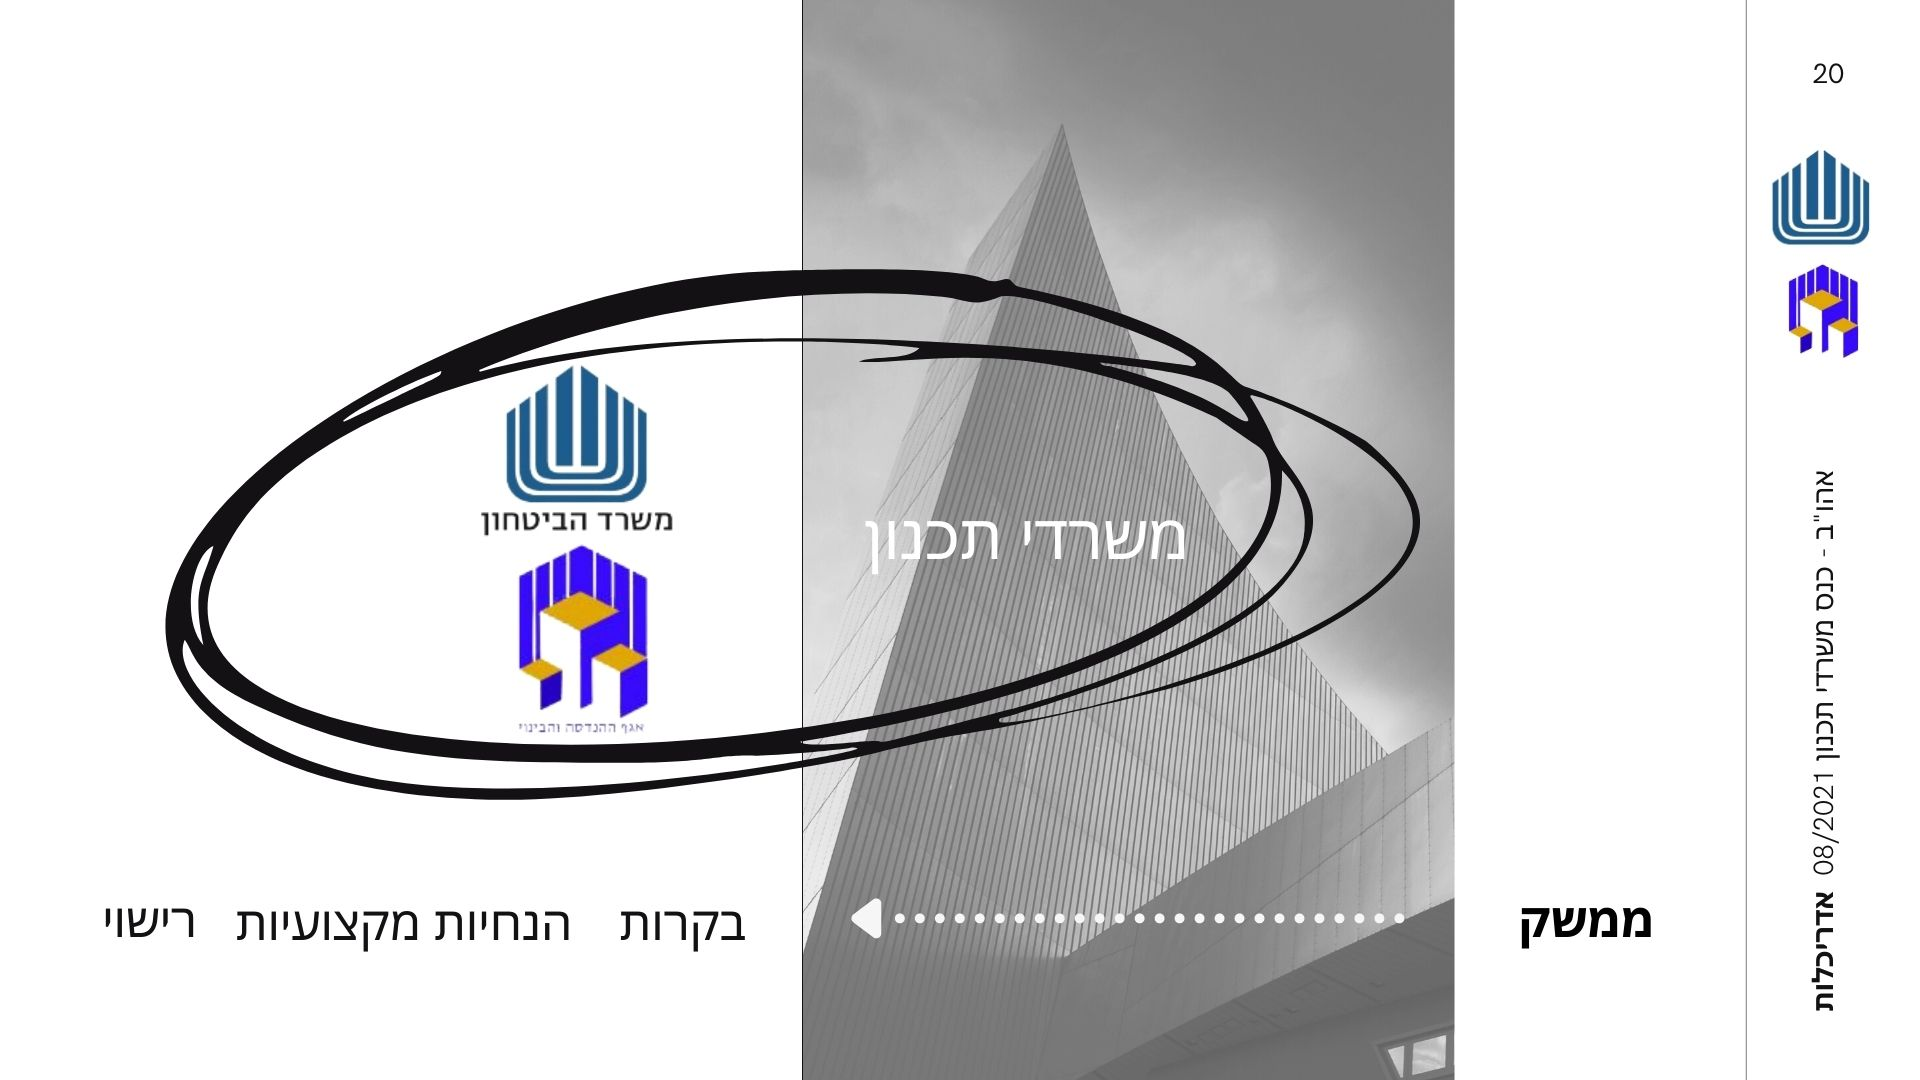 20
משרד הביטחון
אגף ההנדסה והבינוי
משרדי תכנון
ממשק
בקרות הנחיות מקצועיות רישוי
אדריכלות 08/2021 אהו"ב - כנס משרדי תכנון